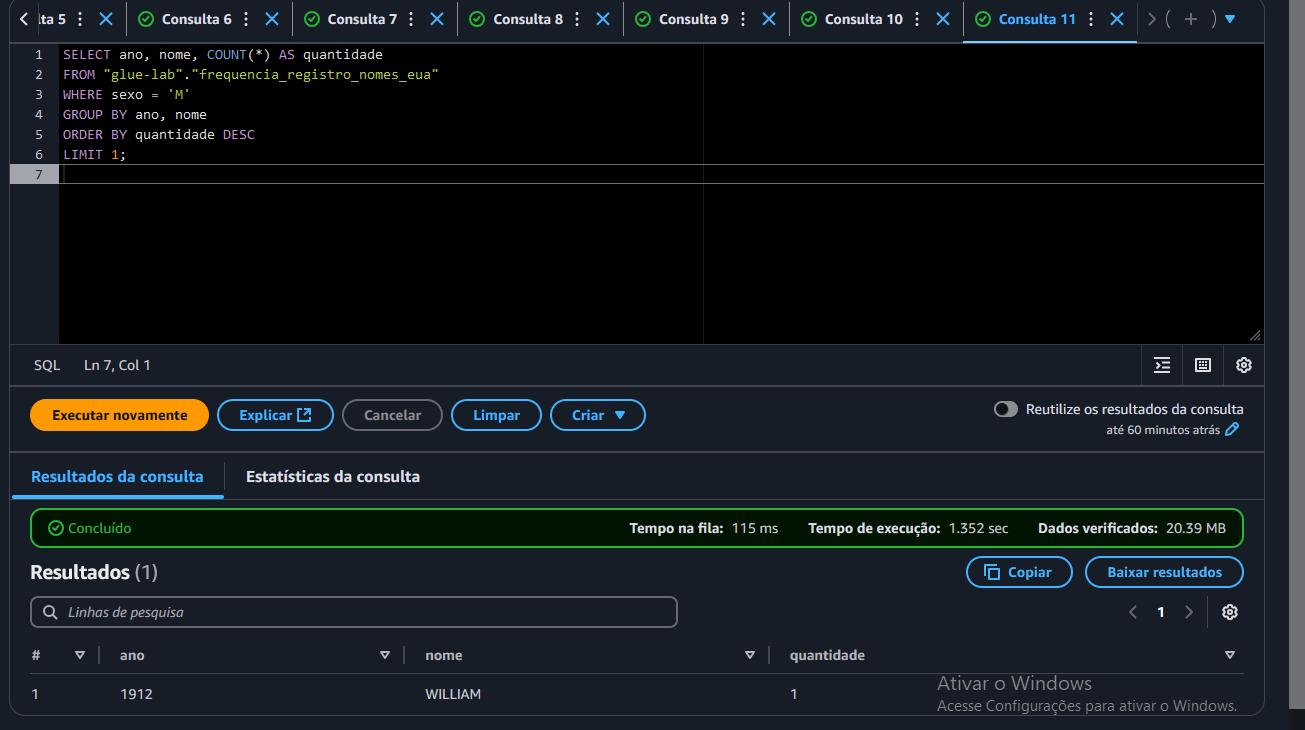 ta 5
Consulta 6
Consulta 7
Consulta 8
Consulta 9
Consulta 10
Consulta 11
1 SELECT ano, nome, COUNT(*) AS quantidade
2 FROM "glue-lab"."frequencia_registro_nomes_eua"
3 WHERE sexo = 'M'
4 GROUP BY ano, nome
5 ORDER BY quantidade DESC
6 LIMIT 1;
7
SQL Ln 7, Col 1
Executar novamente
Explicar
Cancelar
Limpar
Criar
Reutilize os resultados da consulta
até 60 minutos atrás
Resultados da consulta
Estatísticas da consulta
Concluído
Tempo na fila: 115 ms
Tempo de execução: 1.352 sec
Dados verificados: 20.39 MB
Resultados (1)
Copiar
Baixar resultados
Linhas de pesquisa
1
# ano nome quantidade
1 1912 WILLIAM 1
Ativar o Windows
Acesse Configurações para ativar o Windows.